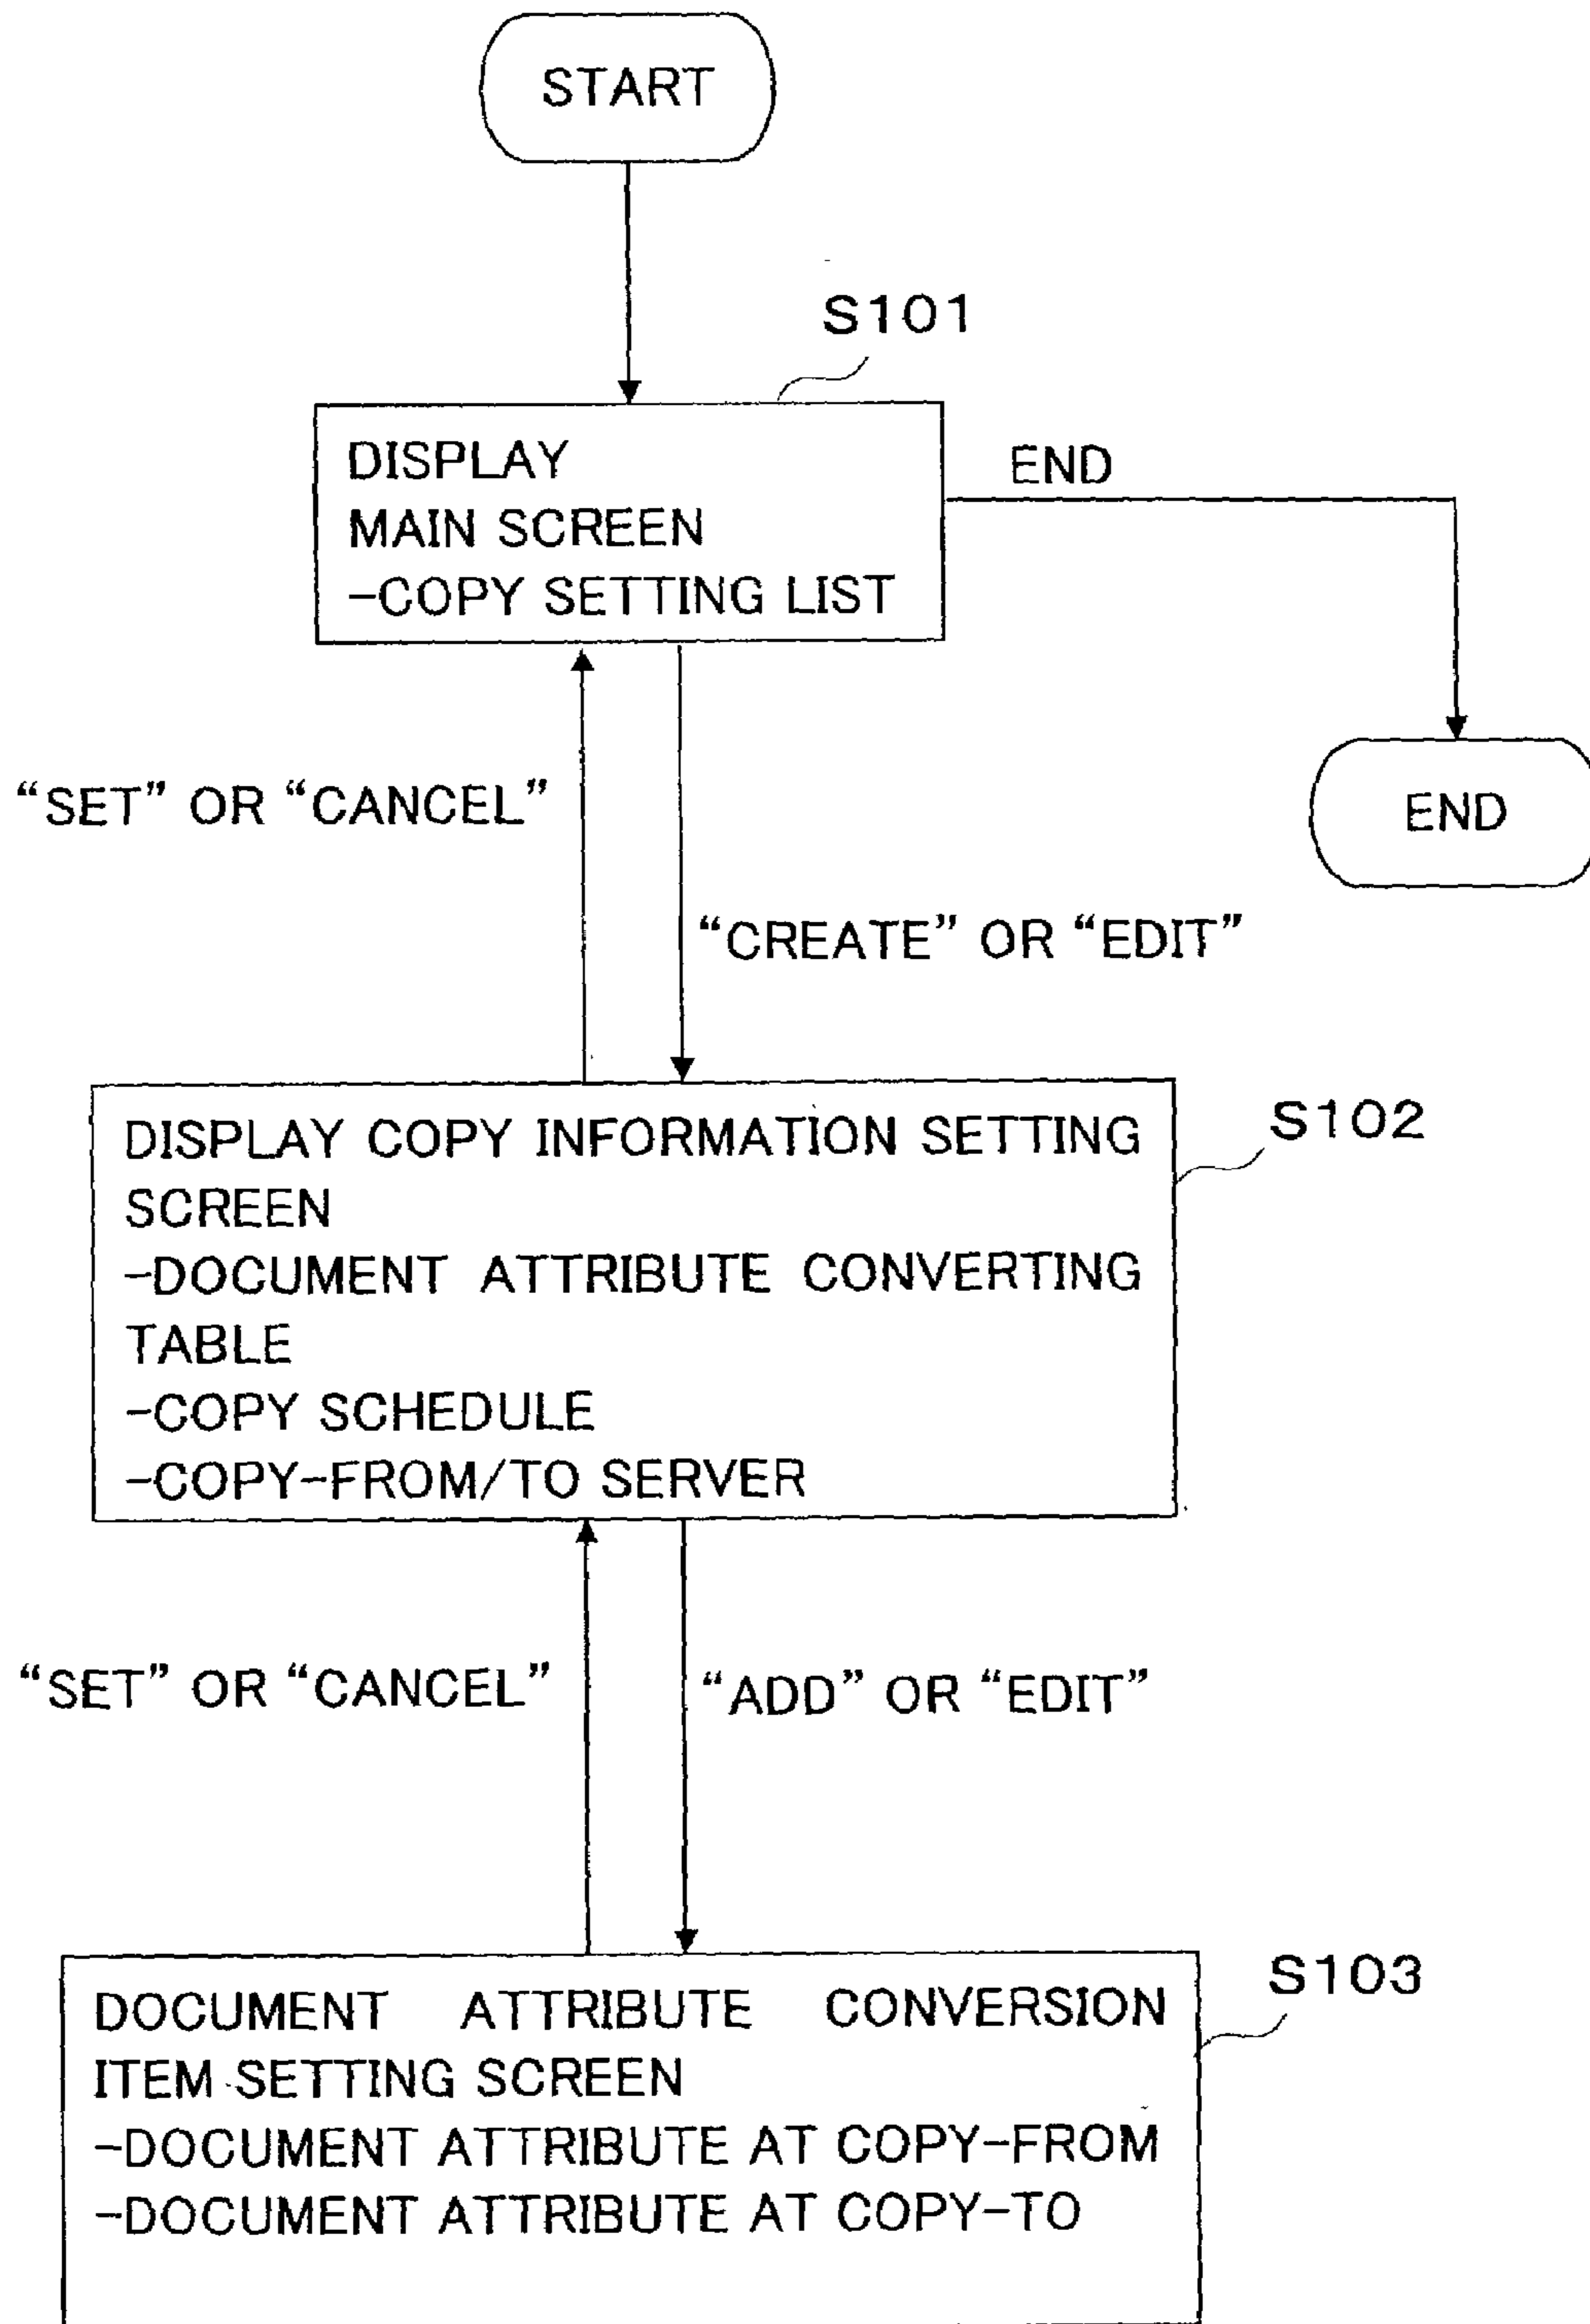 START
S101
DISPLAY
MAIN SCREEN
-COPY SETTING LIST
END
END
“SET” OR “CANCEL”
“CREATE” OR “EDIT”
S102
DISPLAY COPY INFORMATION SETTING
SCREEN
-DOCUMENT ATTRIBUTE CONVERTING
TABLE
-COPY SCHEDULE
-COPY-FROM/TO SERVER
“SET” OR “CANCEL”
“ADD” OR “EDIT”
S103
DOCUMENT ATTRIBUTE CONVERSION
ITEM SETTING SCREEN
-DOCUMENT ATTRIBUTE AT COPY-FROM
-DOCUMENT ATTRIBUTE AT COPY-TO